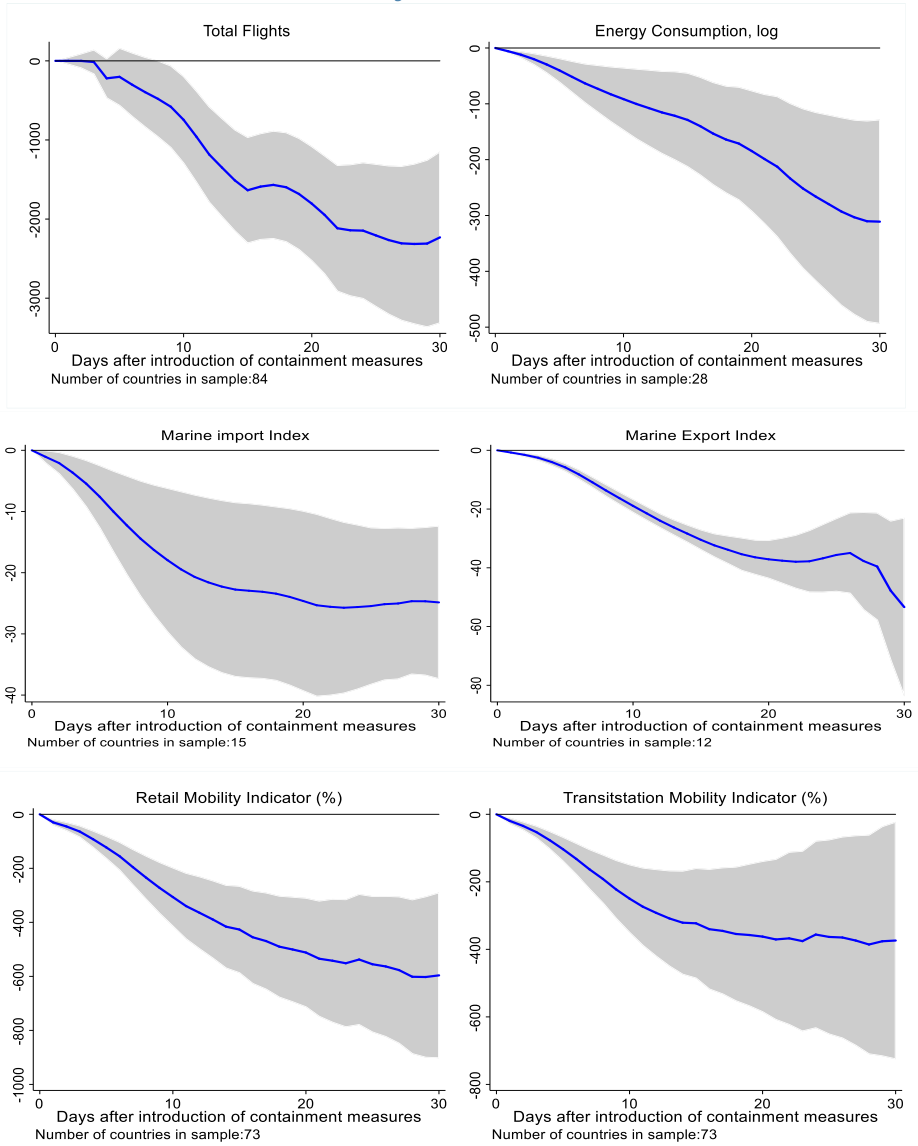 Total Flights
0
-1000
-2000
-3000
0 10 20 30
Days after introduction of containment measures
Number of countries in sample:84
Energy Consumption, log
0
-100
-200
-300
-400
-500
0 10 20 30
Days after introduction of containment measures
Number of countries in sample:28
Marine import Index
0
-10
-20
-30
-40
0 10 20 30
Days after introduction of containment measures
Number of countries in sample:15
Marine Export Index
0
-20
-40
-60
-80
0 10 20 30
Days after introduction of containment measures
Number of countries in sample:12
Retail Mobility Indicator (%)
0
-200
-400
-600
-800
-1000
0 10 20 30
Days after introduction of containment measures
Number of countries in sample:73
Transitstation Mobility Indicator (%)
0
-200
-400
-600
-800
0 10 20 30
Days after introduction of containment measures
Number of countries in sample:73